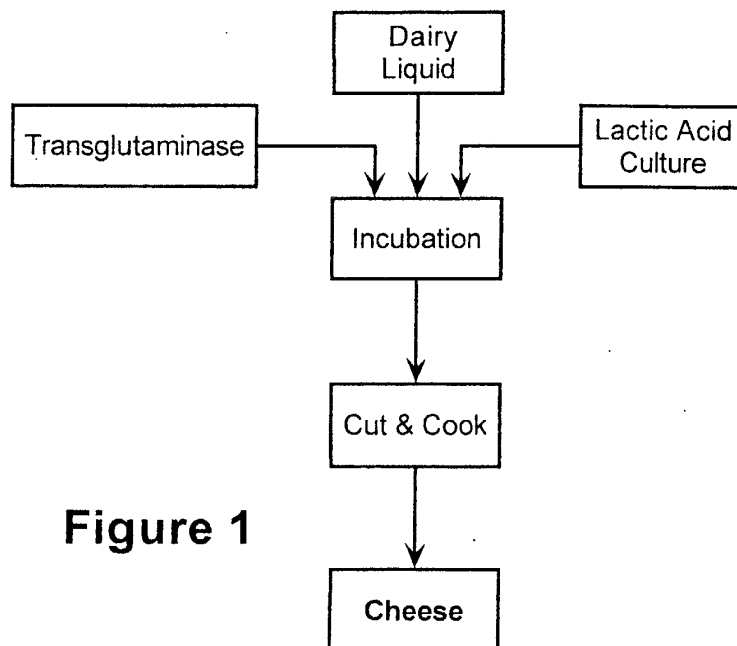 Dairy
Liquid
Transglutaminase
Lactic Acid
Culture
Incubation
Cut & Cook
Figure 1
Cheese